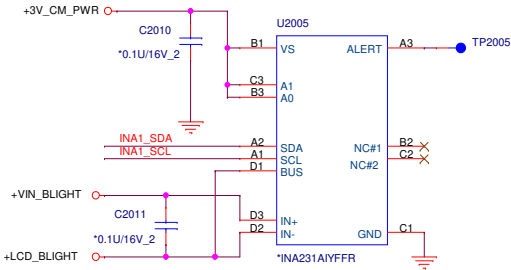 +3V_CM_PWR
C2010
*0.1U/16V_2
U2005
B1 VS ALERT A3 TP2005
C3 A1
B3 A0
INA1_SDA A2 SDA NC#1 B2
INA1_SCL A1 SCL NC#2 C2
D1 BUS
+VIN_BLIGHT
C2011
*0.1U/16V_2
D3 IN+
D2 IN- GND C1
+LCD_BLIGHT
*INA231AIYFFR